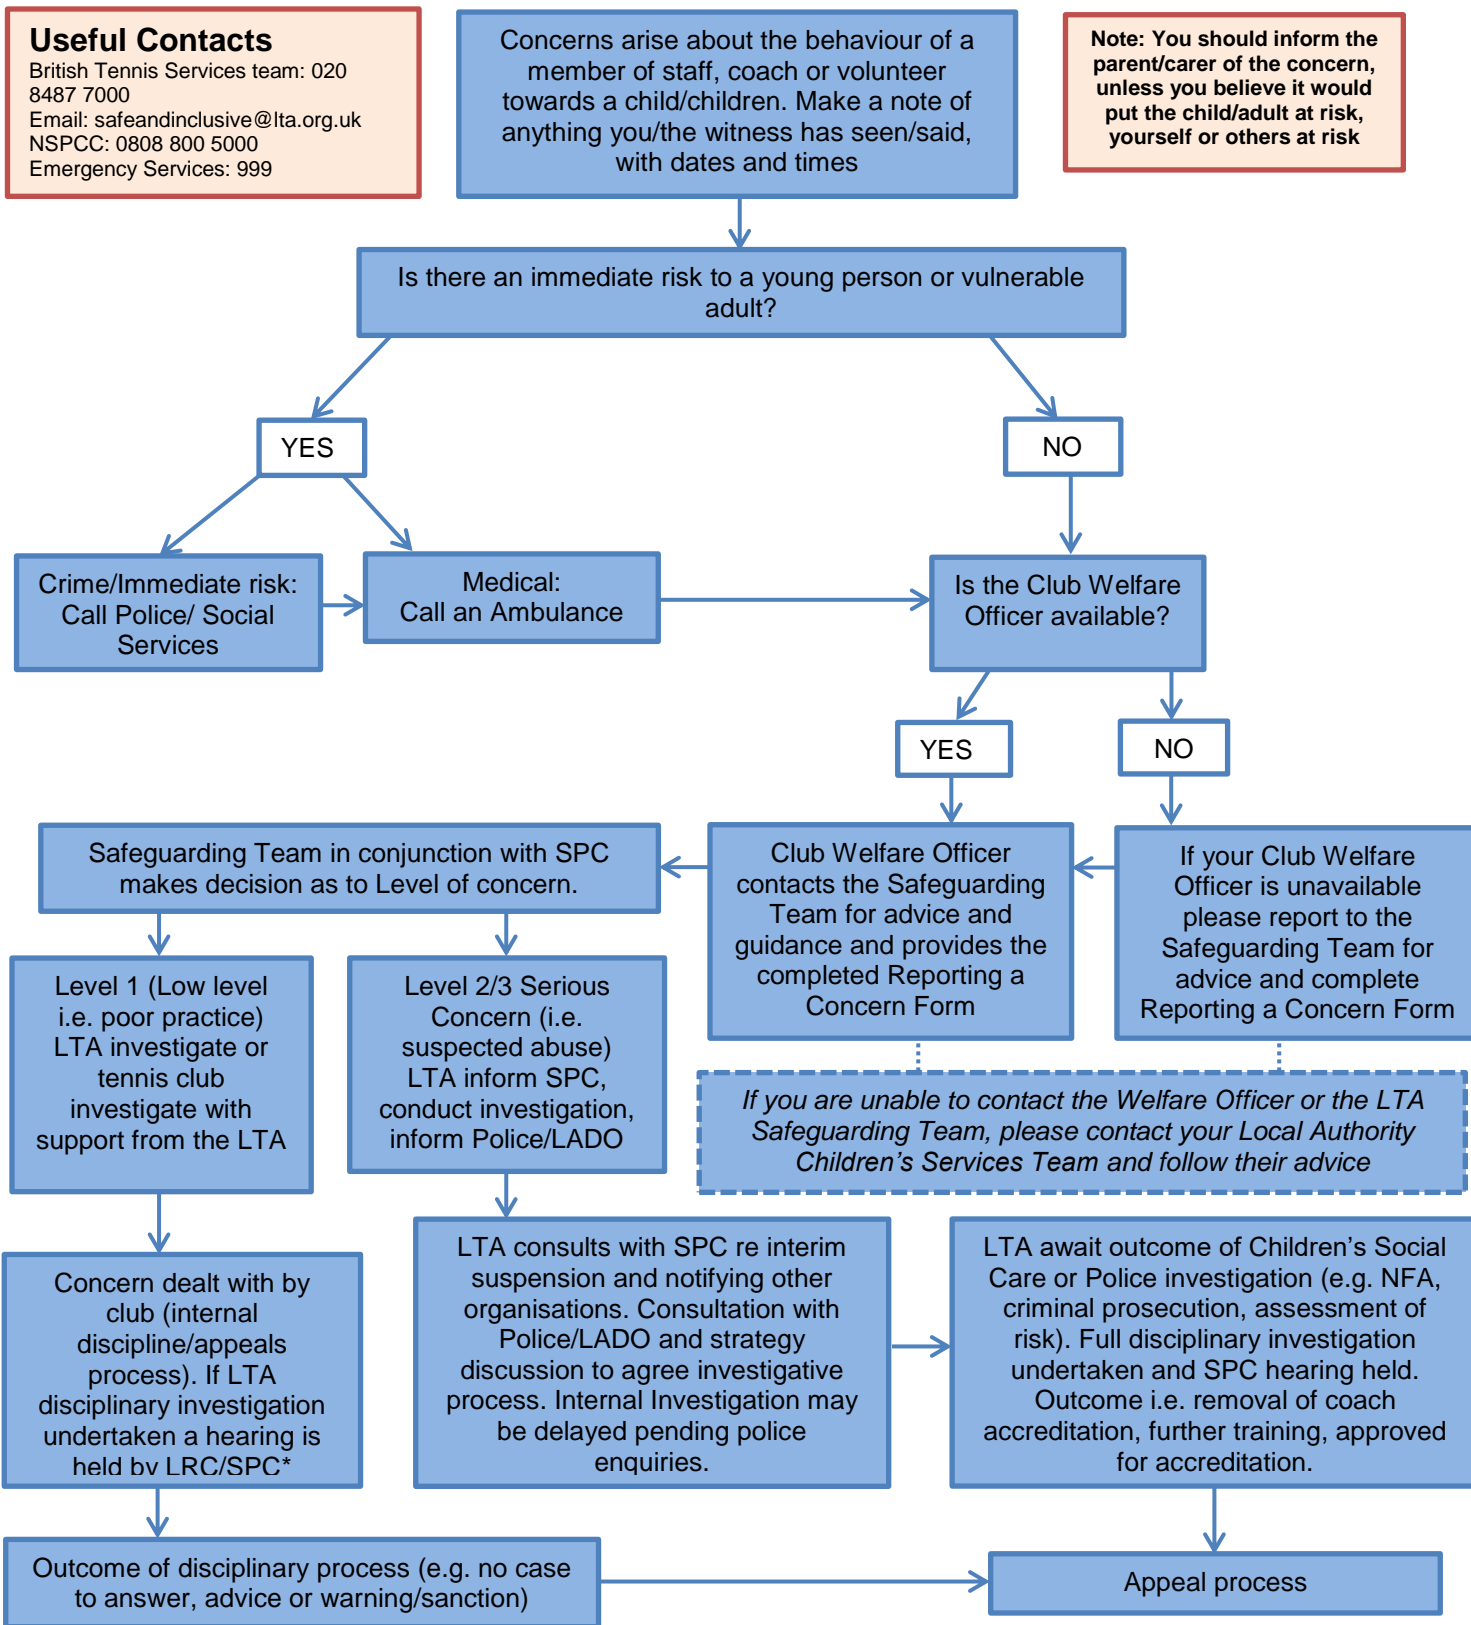 Useful Contacts
British Tennis Services team: 020
8487 7000
Email: safeandinclusive@lta.org.uk
NSPCC: 0808 800 5000
Emergency Services: 999
Concerns arise about the behaviour of a
member of staff, coach or volunteer
towards a child/children. Make a note of
anything you/the witness has seen/said,
with dates and times
Note: You should inform the
parent/carer of the concern,
unless you believe it would
put the child/adult at risk,
yourself or others at risk
Is there an immediate risk to a young person or vulnerable
adult?
YES
NO
Crime/Immediate risk:
Call Police/ Social
Services
Medical:
Call an Ambulance
Is the Club Welfare
Officer available?
YES
NO
Safeguarding Team in conjunction with SPC
makes decision as to Level of concern.
Club Welfare Officer
contacts the Safeguarding
Team for advice and
guidance and provides the
completed Reporting a
Concern Form
If your Club Welfare
Officer is unavailable
please report to the
Safeguarding Team for
advice and complete
Reporting a Concern Form
Level 1 (Low level
i.e. poor practice)
LTA investigate or
tennis club
investigate with
support from the LTA
Level 2/3 Serious
Concern (i.e.
suspected abuse)
LTA inform SPC,
conduct investigation,
inform Police/LADO
If you are unable to contact the Welfare Officer or the LTA
Safeguarding Team, please contact your Local Authority
Children's Services Team and follow their advice
Concern dealt with by
club (internal
discipline/appeals
process). If LTA
disciplinary investigation
undertaken a hearing is
held by LRC/SPC*
LTA consults with SPC re interim
suspension and notifying other
organisations. Consultation with
Police/LADO and strategy
discussion to agree investigative
process. Internal Investigation may
be delayed pending police
enquiries.
LTA await outcome of Children's Social
Care or Police investigation (e.g. NFA,
criminal prosecution, assessment of
risk). Full disciplinary investigation
undertaken and SPC hearing held.
Outcome i.e. removal of coach
accreditation, further training, approved
for accreditation.
Outcome of disciplinary process (e.g. no case
to answer, advice or warning/sanction)
Appeal process